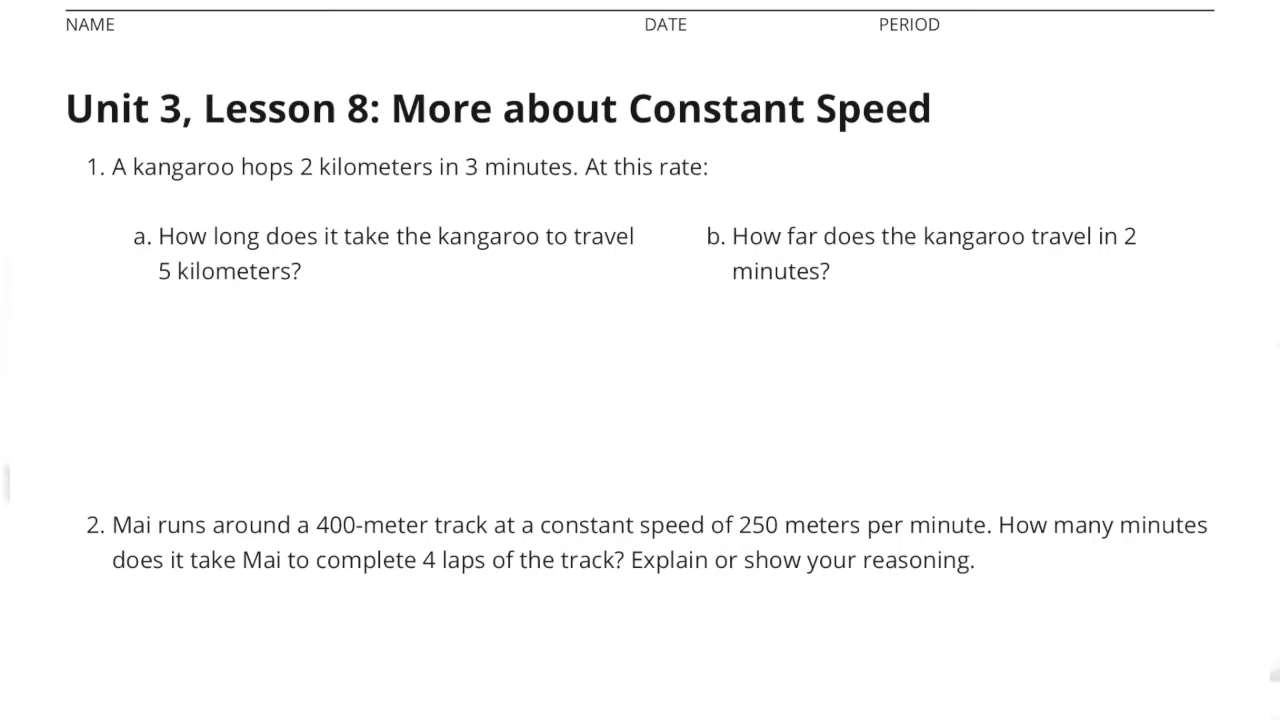 NAME DATE PERIOD
Unit 3, Lesson 8: More about Constant Speed
1. A kangaroo hops 2 kilometers in 3 minutes. At this rate:
a. How long does it take the kangaroo to travel
5 kilometers?
b. How far does the kangaroo travel in 2
minutes?
2. Mai runs around a 400-meter track at a constant speed of 250 meters per minute. How many minutes
does it take Mai to complete 4 laps of the track? Explain or show your reasoning.